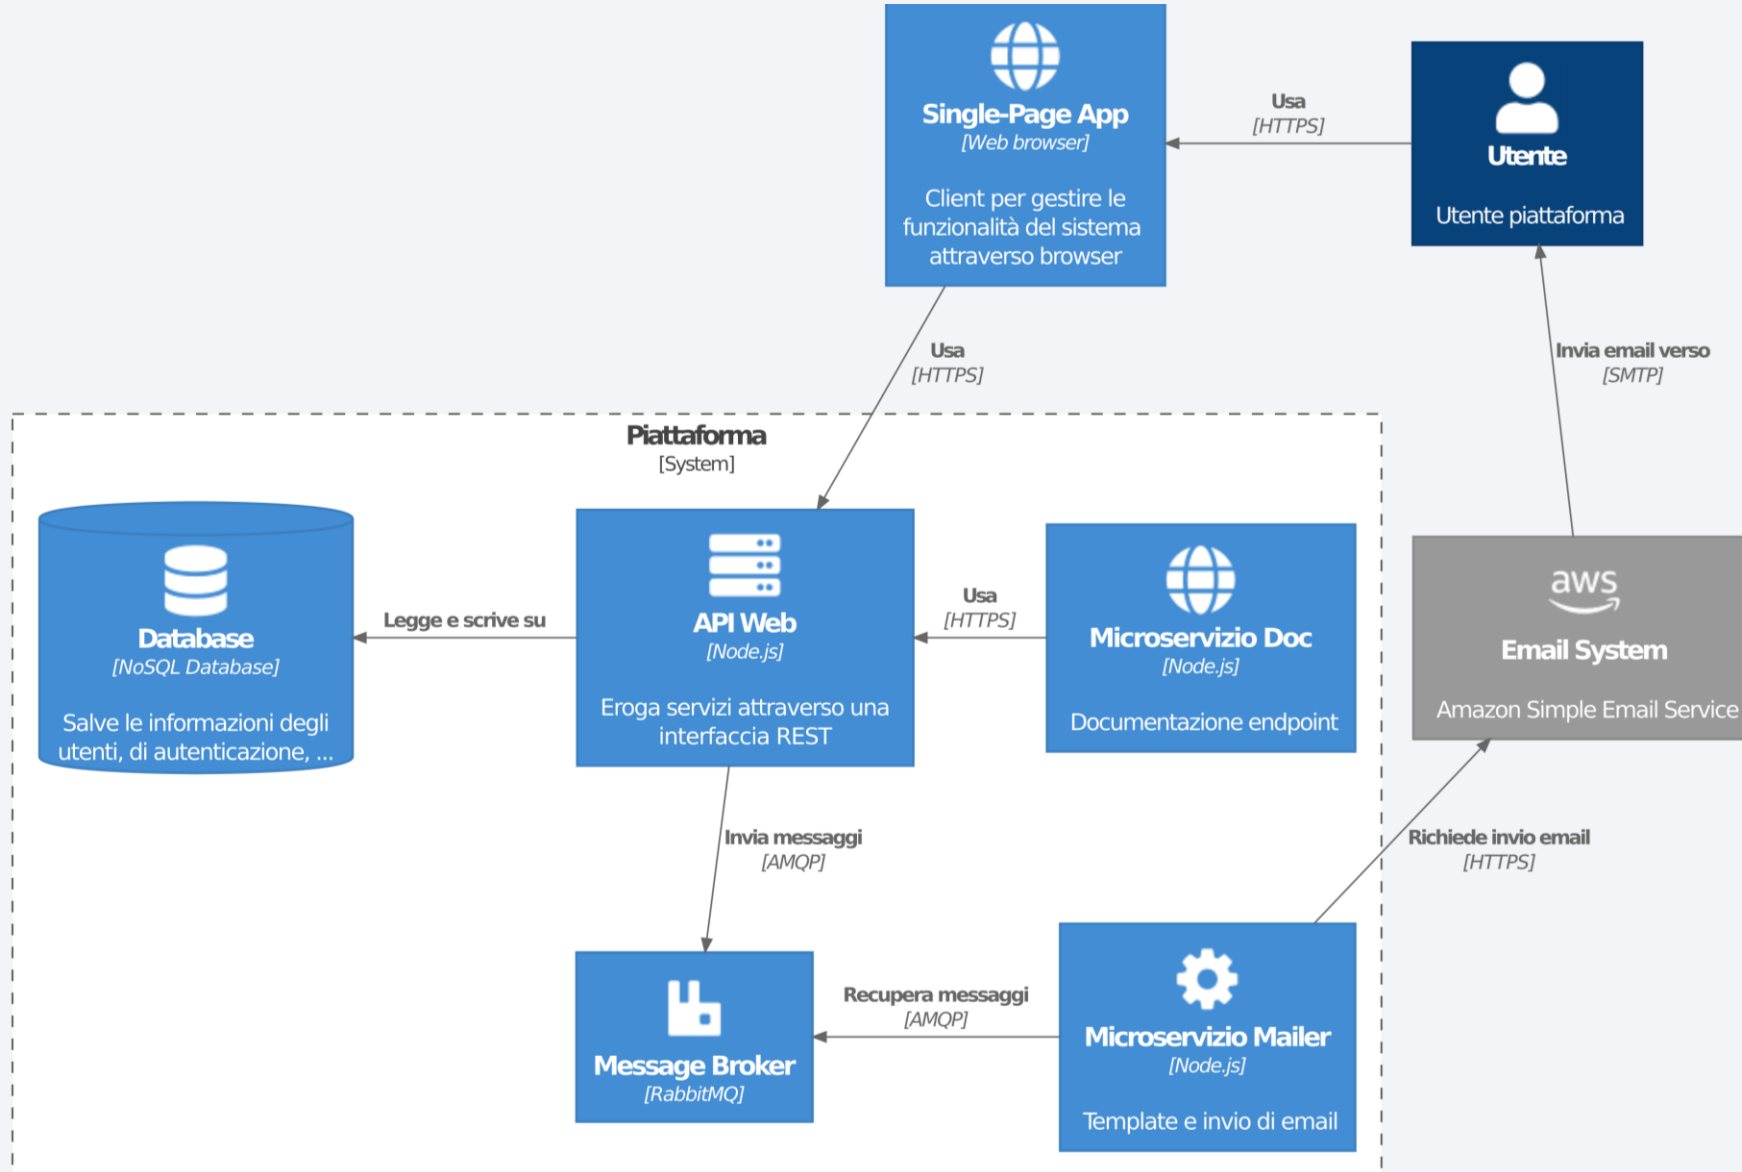 Single-Page App
[Web browser]
Client per gestire le
funzionalità del sistema
attraverso browser
Usa
[HTTPS]
Utente
Utente piattaforma
Usa
[HTTPS]
Invia email verso
[SMTP]
Piattaforma
[System]
Database
[NoSQL Database]
Salve le informazioni degli
utenti, di autenticazione, ...
Legge e scrive su
API Web
[Node.js]
Eroga servizi attraverso una
interfaccia REST
Usa
[HTTPS]
Microservizio Doc
[Node.js]
Documentazione endpoint
aws
Email System
Amazon Simple Email Service
Invia messaggi
[AMQP]
Richiede invio email
[HTTPS]
Message Broker
[RabbitMQ]
Recupera messaggi
[AMQP]
Microservizio Mailer
[Node.js]
Template e invio di email